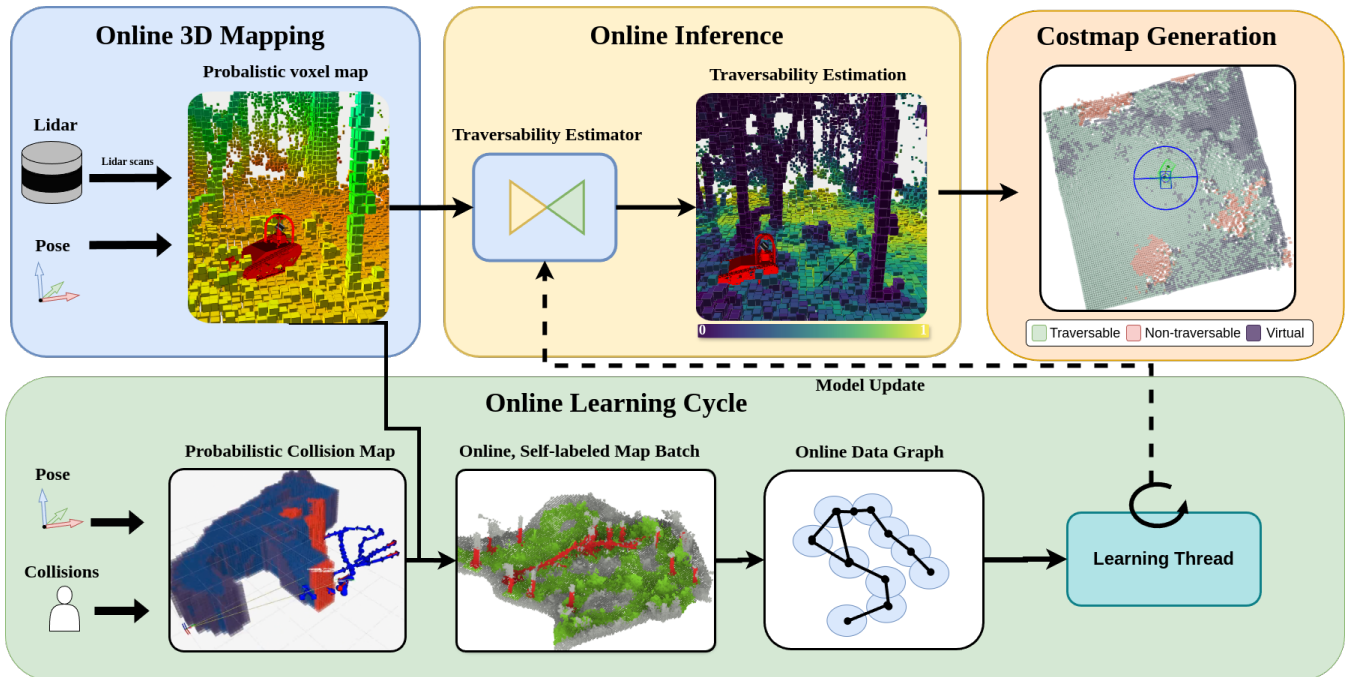 Online 3D Mapping
Probalistic voxel map
Lidar
Lidar scans
Pose
Online Inference
Traversability Estimation
Traversability Estimator
0 1
Costmap Generation
Traversable Non-traversable Virtual
Model Update
Online Learning Cycle
Pose
Collisions
Probabilistic Collision Map
Online, Self-labeled Map Batch
Online Data Graph
Learning Thread